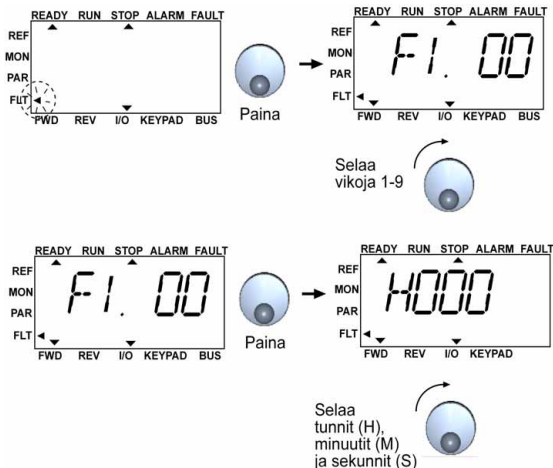 READY RUN STOP ALARM FAULT
REF
MON
PAR
FLT
FWD REV I/O KEYPAD BUS
Paina
READY RUN STOP ALARM FAULT
REF
MON
PAR
FLT
F1. 00
FWD REV I/O KEYPAD BUS
Selaa
vikoja 1-9
READY RUN STOP ALARM FAULT
REF
MON
PAR
FLT
F1. 00
FWD REV I/O KEYPAD BUS
Paina
READY RUN STOP ALARM FAULT
REF
MON
PAR
FLT
H000
FWD REV I/O KEYPAD
Selaa
tunnit (H),
minuutit (M)
ja sekunnit (S)